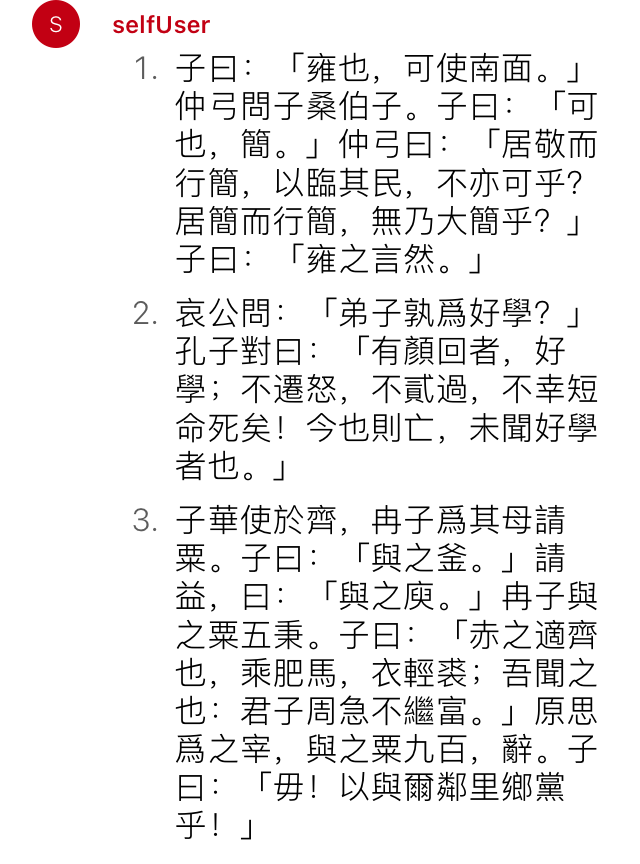 S
selfUser
1. 子曰：「雍也，可使南面。」
仲弓問子桑伯子。子曰：「可
也，簡。」仲弓曰：「居敬而
行簡，以臨其民，不亦可乎？
居簡而行簡，無乃大簡乎？」
子曰：「雍之言然。」
2. 哀公問：「弟子孰爲好學？」
孔子對曰：「有顏回者，好
學；不遷怒，不貳過，不幸短
命死矣！今也則亡，未聞好學
者也。」
3. 子華使於齊，冉子爲其母請
粟。子曰：「與之釜。」請
益，曰：「與之庾。」冉子與
之粟五秉。子曰：「赤之適齊
也，乘肥馬，衣輕裘；吾聞之
也：君子周急不繼富。」原思
爲之宰，與之粟九百，辭。子
曰：「毋！以與爾鄰里鄉黨
乎！」